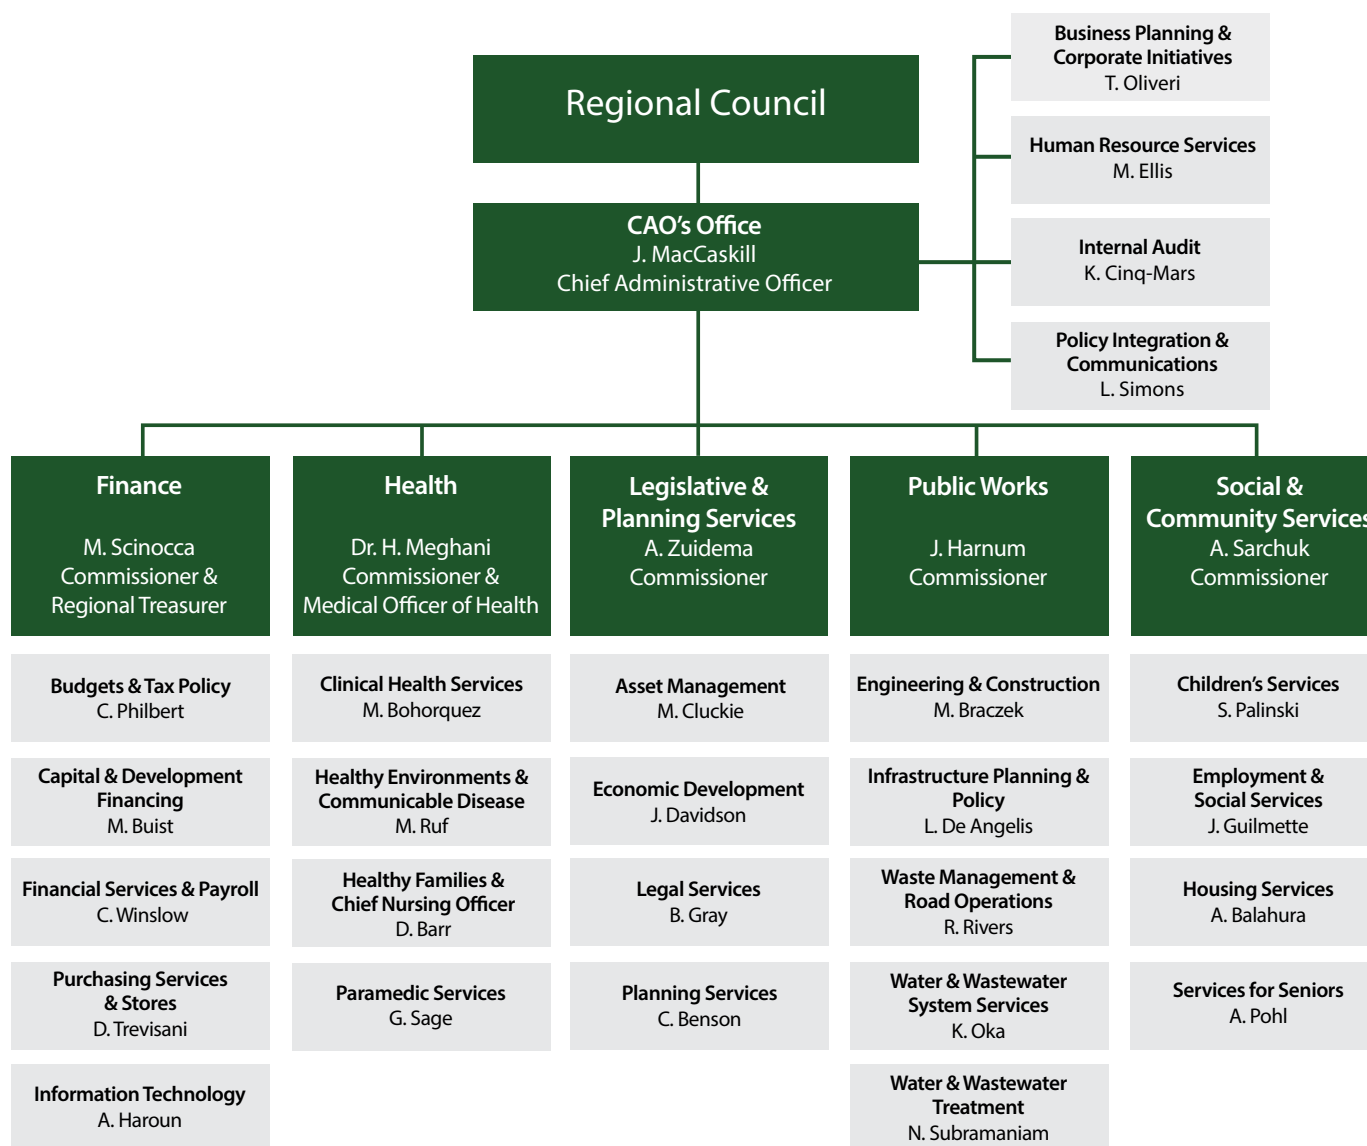 Regional Council
CAO's Office
J. MacCaskill
Chief Administrative Officer
Business Planning &
Corporate Initiatives
T. Oliveri
Human Resource Services
M. Ellis
Internal Audit
K. Cinq-Mars
Policy Integration &
Communications
L. Simons
Finance
M. Scinocca
Commissioner &
Regional Treasurer
Budgets & Tax Policy
C. Philbert
Capital & Development
Financing
M. Buist
Financial Services & Payroll
C. Winslow
Purchasing Services
& Stores
D. Trevisani
Information Technology
A. Haroun
Health
Dr. H. Meghani
Commissioner &
Medical Officer of Health
Clinical Health Services
M. Bohorquez
Healthy Environments &
Communicable Disease
M. Ruf
Healthy Families &
Chief Nursing Officer
D. Barr
Paramedic Services
G. Sage
Legislative &
Planning Services
A. Zuidema
Commissioner
Asset Management
M. Cluckie
Economic Development
J. Davidson
Legal Services
B. Gray
Planning Services
C. Benson
Public Works
J. Harnum
Commissioner
Engineering & Construction
M. Braczek
Infrastructure Planning &
Policy
L. De Angelis
Waste Management &
Road Operations
R. Rivers
Water & Wastewater
System Services
K. Oka
Water & Wastewater
Treatment
N. Subramaniam
Social &
Community Services
A. Sarchuk
Commissioner
Children's Services
S. Palinski
Employment &
Social Services
J. Guilmette
Housing Services
A. Balahura
Services for Seniors
A. Pohl